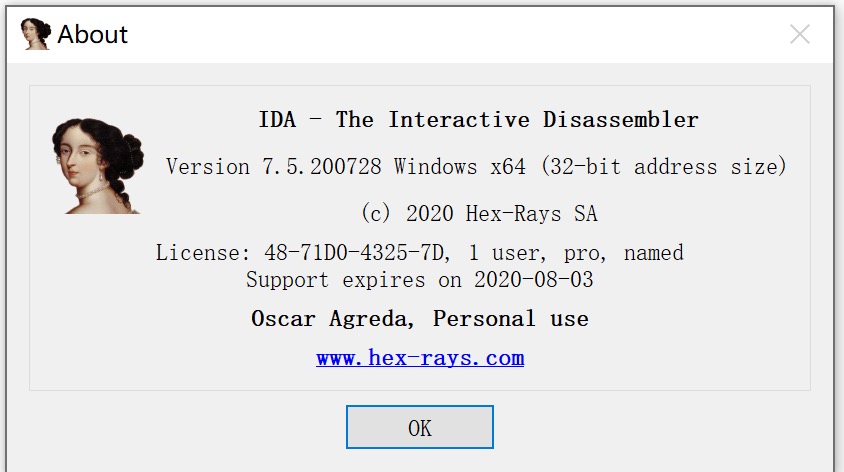 About
IDA - The Interactive Disassembler
Version 7.5.200728 Windows x64 (32-bit address size)
(c) 2020 Hex-Rays SA
License: 48-71D0-4325-7D, 1 user, pro, named
Support expires on 2020-08-03
Oscar Agreda, Personal use
www.hex-rays.com
OK